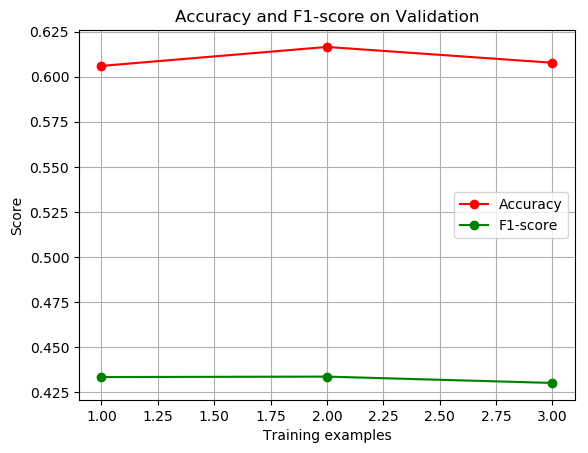 Accuracy and F1-score on Validation
0.625
0.600
0.575
0.550
0.525
0.500
0.475
0.450
0.425
Score
Accuracy
F1-score
1.00 1.25 1.50 1.75 2.00 2.25 2.50 2.75 3.00
Training examples